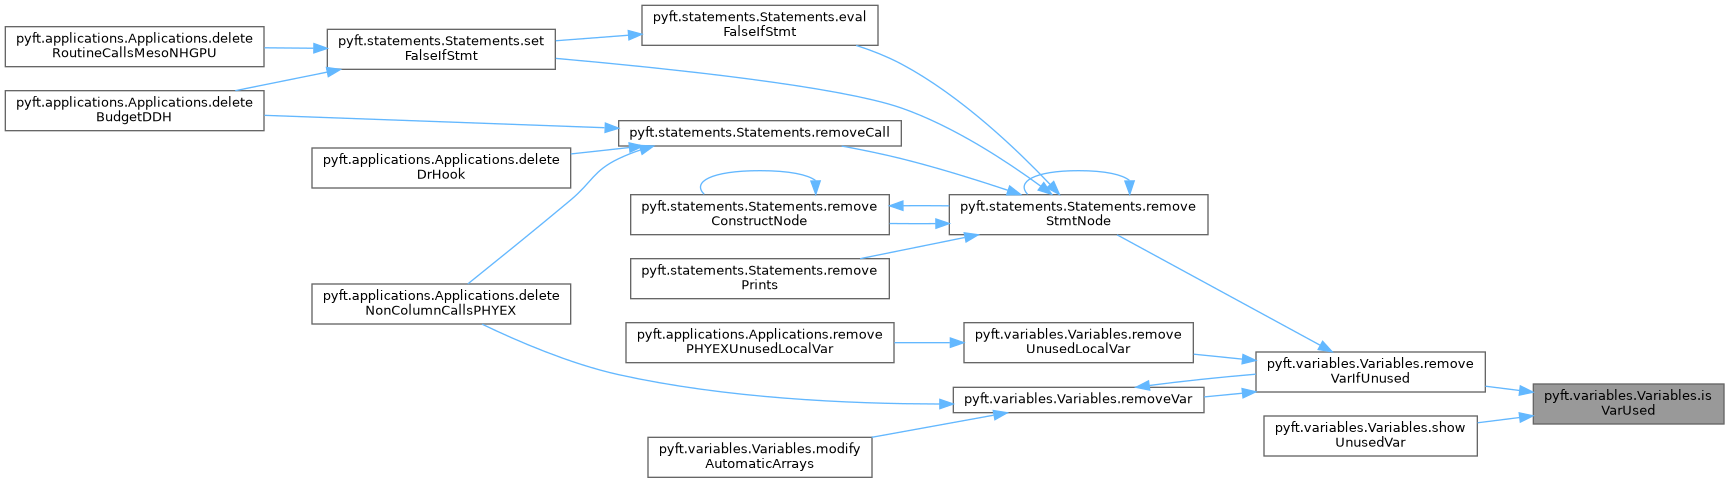 pyft.applications.Applications.delete
RoutineCallsMesoNHGPU
pyft.applications.Applications.delete
BudgetDDH
pyft.statements.Statements.set
FalseIfStmt
pyft.statements.Statements.eval
FalseIfStmt
pyft.statements.Statements.removeCall
pyft.applications.Applications.delete
DrHook
pyft.statements.Statements.remove
ConstructNode
pyft.statements.Statements.remove
StmtNode
pyft.statements.Statements.remove
Prints
pyft.applications.Applications.delete
NonColumnCallsPHYEX
pyft.applications.Applications.remove
PHYEXUnusedLocalVar
pyft.variables.Variables.remove
UnusedLocalVar
pyft.variables.Variables.remove
VarIfUnused
pyft.variables.Variables.removeVar
pyft.variables.Variables.is
VarUsed
pyft.variables.Variables.show
UnusedVar
pyft.variables.Variables.modify
AutomaticArrays